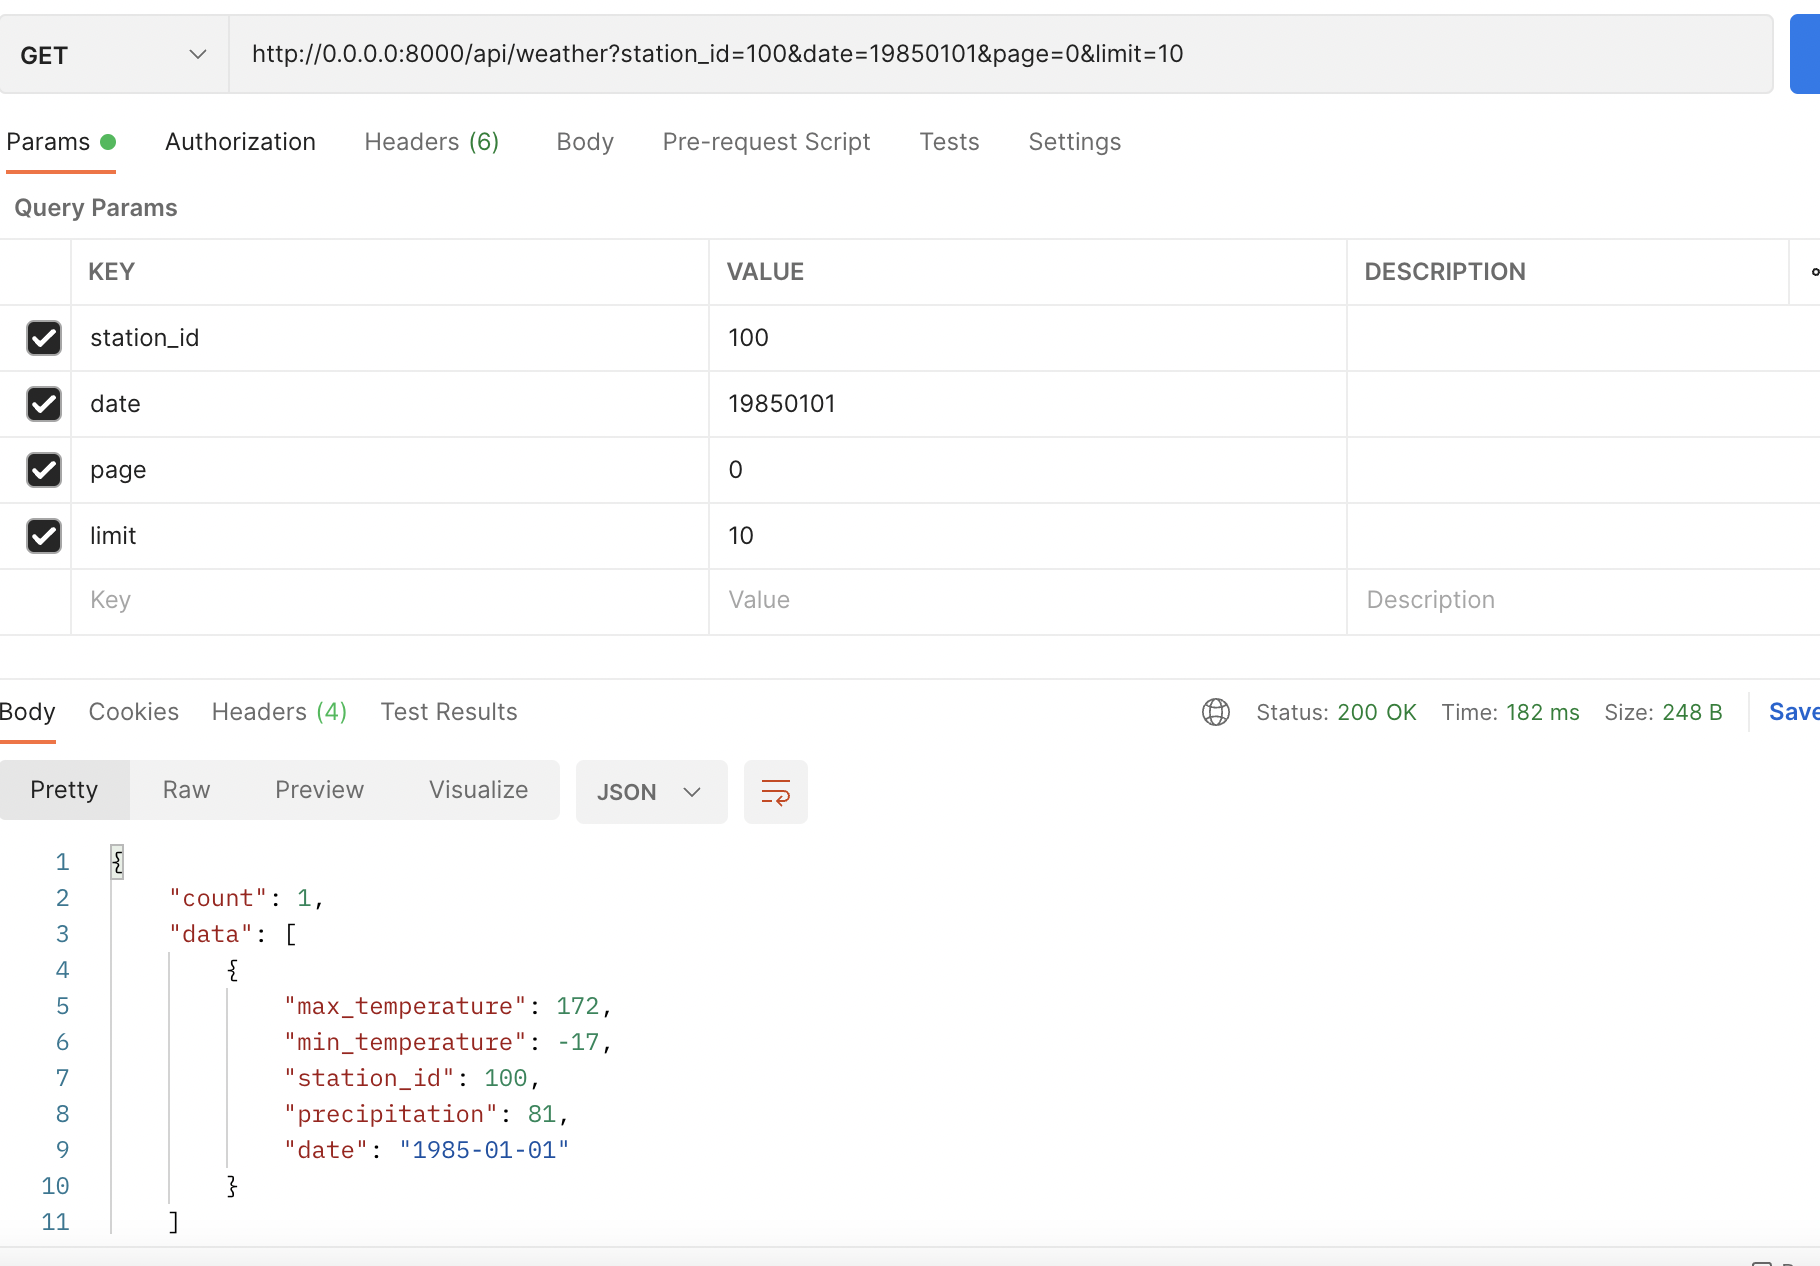 GET http://0.0.0.0:8000/api/weather?station_id=100&date=19850101&page=0&limit=10
Params Authorization Headers (6) Body Pre-request Script Tests Settings
Query Params
KEY VALUE DESCRIPTION
station_id 100
date 19850101
page 0
limit 10
Key Value Description
Body Cookies Headers (4) Test Results Status: 200 OK Time: 182 ms Size: 248 B Save
Pretty Raw Preview Visualize JSON
1 {
2 "count": 1,
3 "data": [
4 {
5 "max_temperature": 172,
6 "min_temperature": -17,
7 "station_id": 100,
8 "precipitation": 81,
9 "date": "1985-01-01"
10 }
11 ]